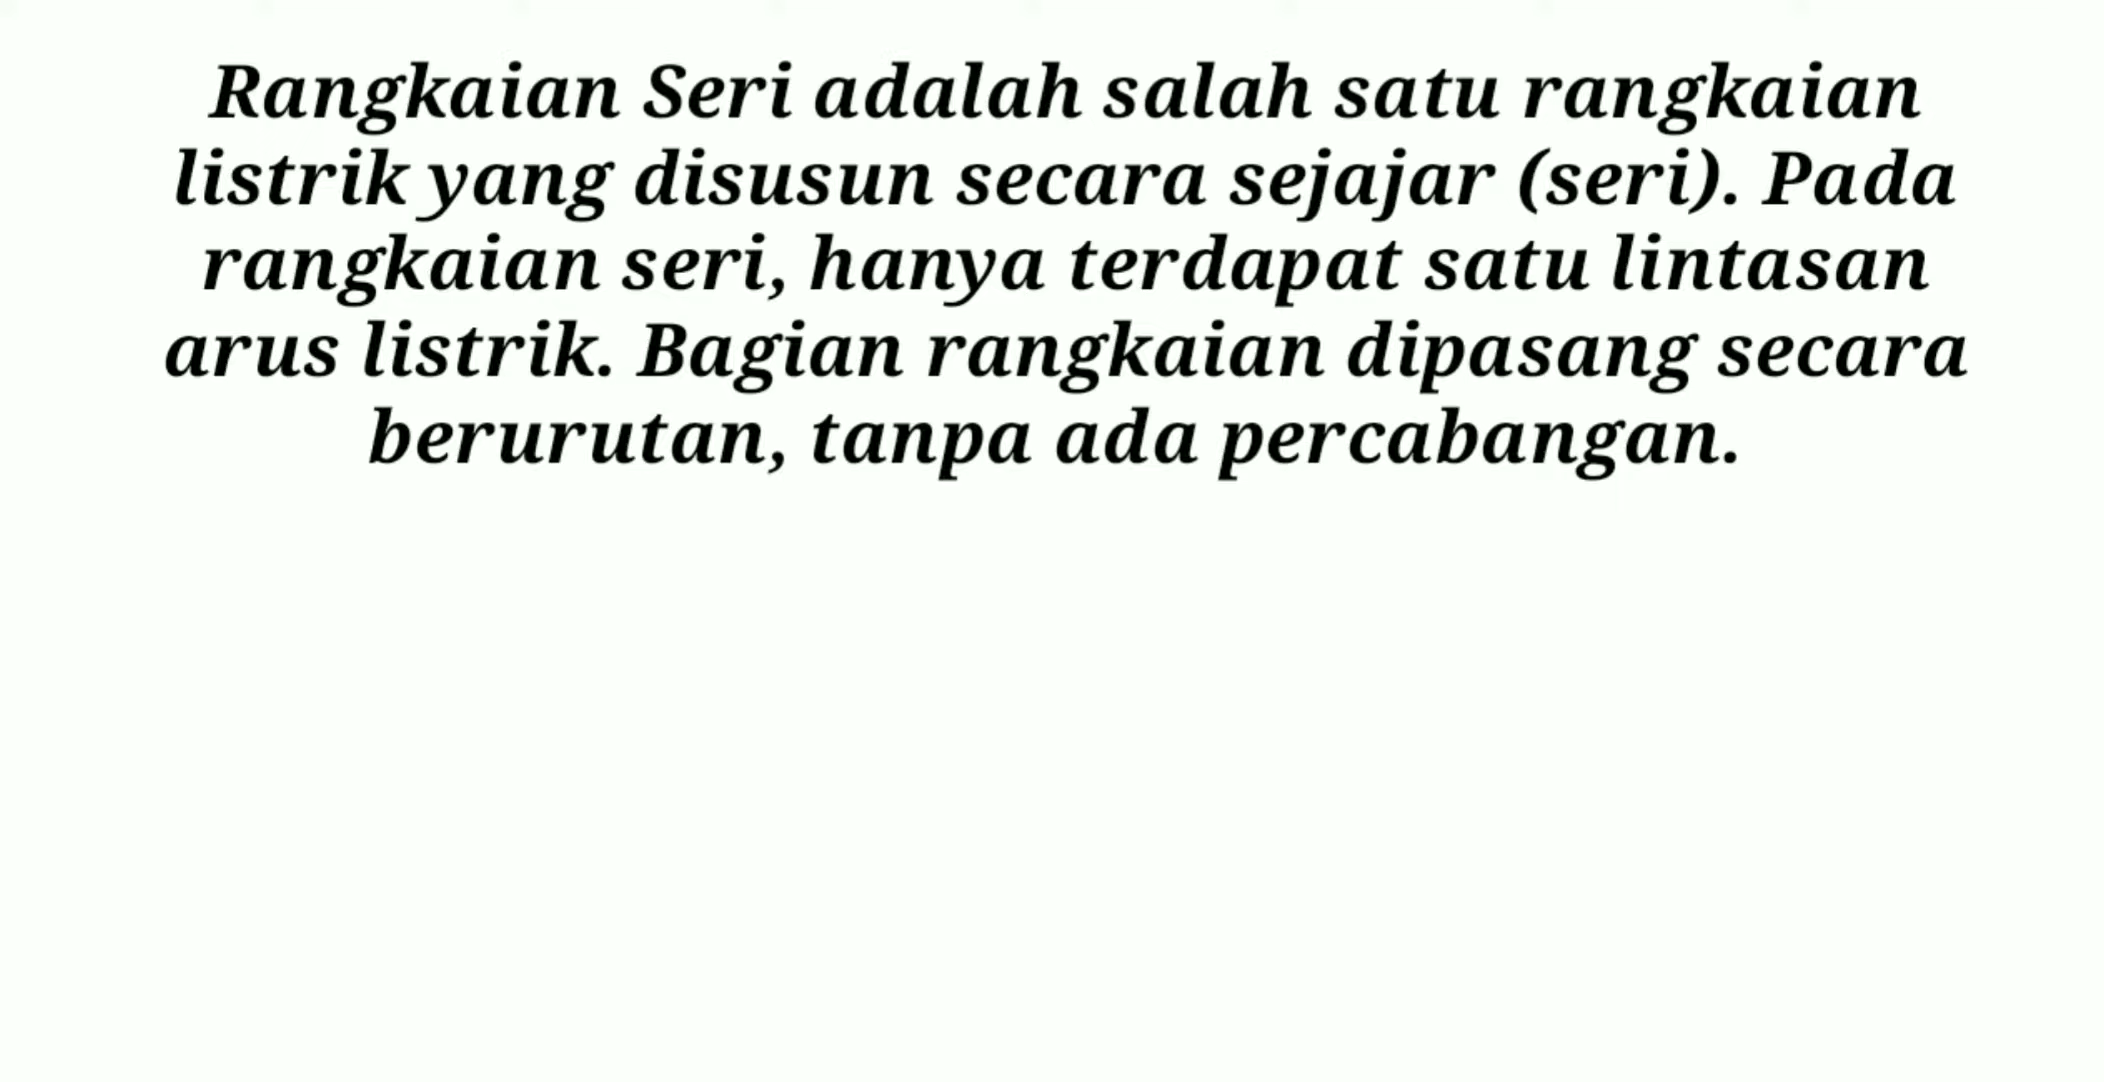 Rangkaian Seri adalah salah satu rangkaian
listrik yang disusun secara sejajar (seri). Pada
rangkaian seri, hanya terdapat satu lintasan
arus listrik. Bagian rangkaian dipasang secara
berurutan, tanpa ada percabangan.